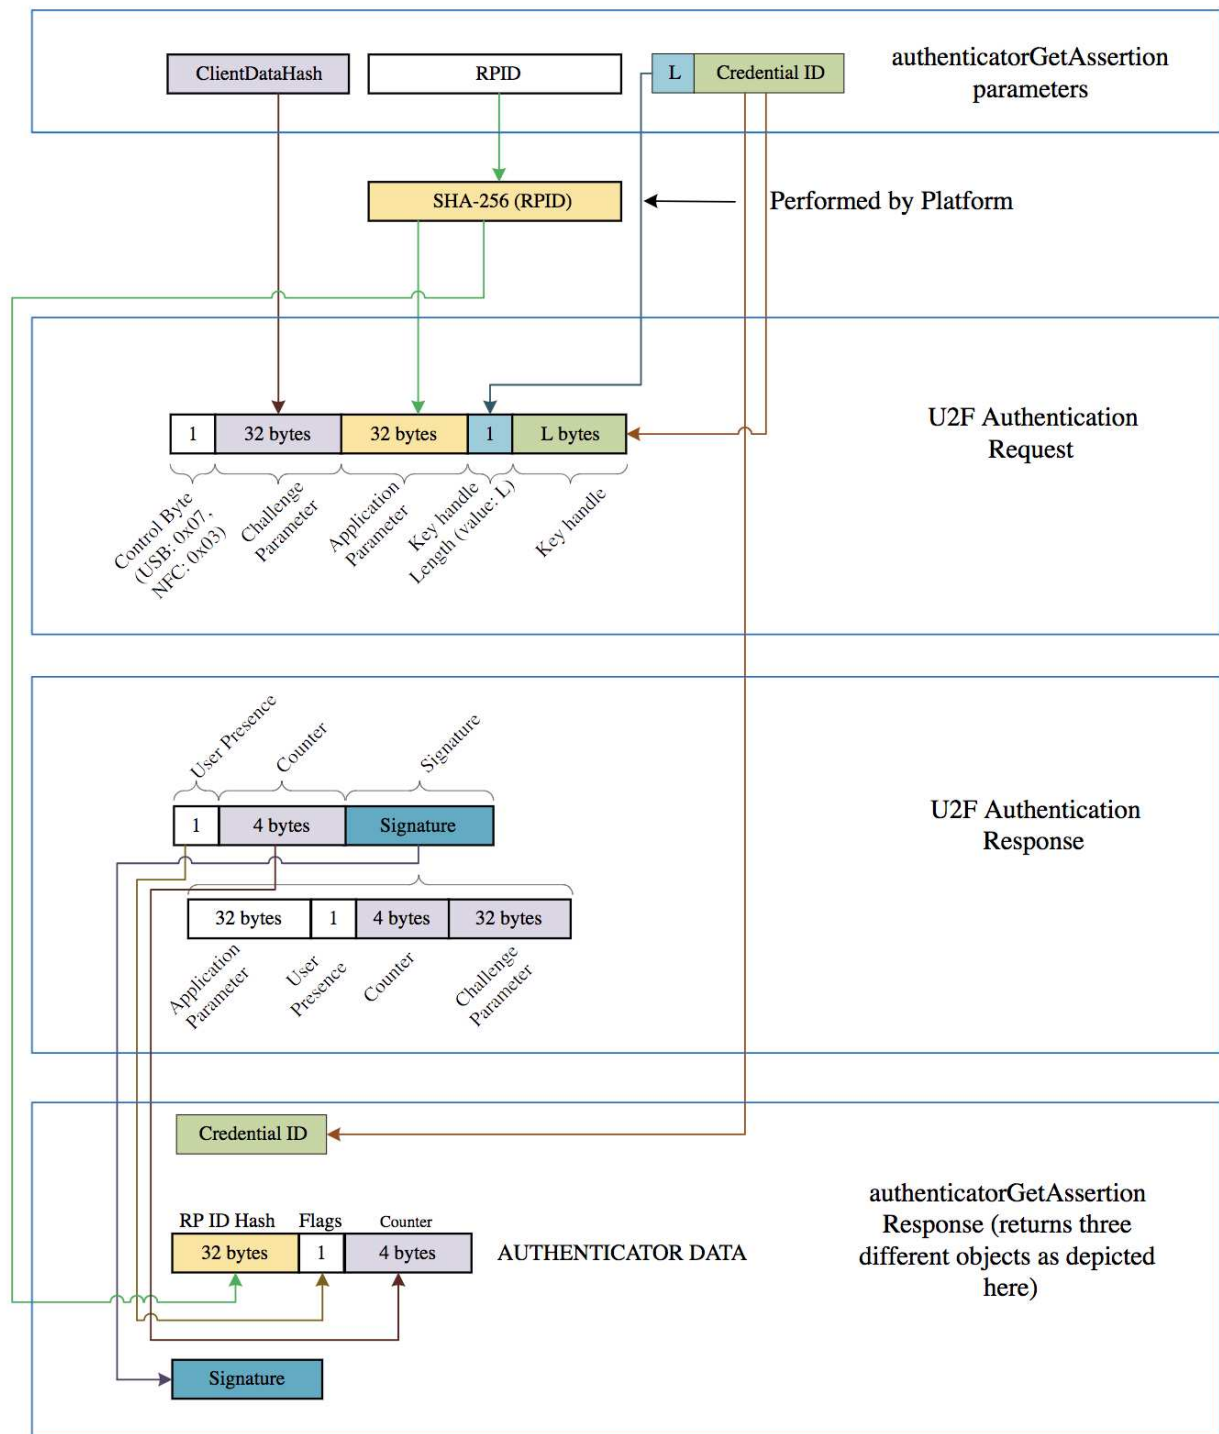 ClientDataHash
RPID
L
Credential ID
authenticatorGetAssertion
parameters
SHA-256 (RPID)
Performed by Platform
U2F Authentication
Request
1
32 bytes
32 bytes
1
L bytes
Control Byte
(USB: 0x07,
NFC: 0x03)
Challenge
Parameter
Application
Parameter
Key handle
Length (value: L)
Key handle
User Presence
Counter
Signature
1
4 bytes
Signature
U2F Authentication
Response
32 bytes
1
4 bytes
32 bytes
Application
Parameter
User
Presence
Counter
Challenge
Parameter
Credential ID
authenticatorGetAssertion
Response (returns three
different objects as depicted
here)
RP ID Hash
Flags
Counter
32 bytes
1
4 bytes
AUTHENTICATOR DATA
Signature